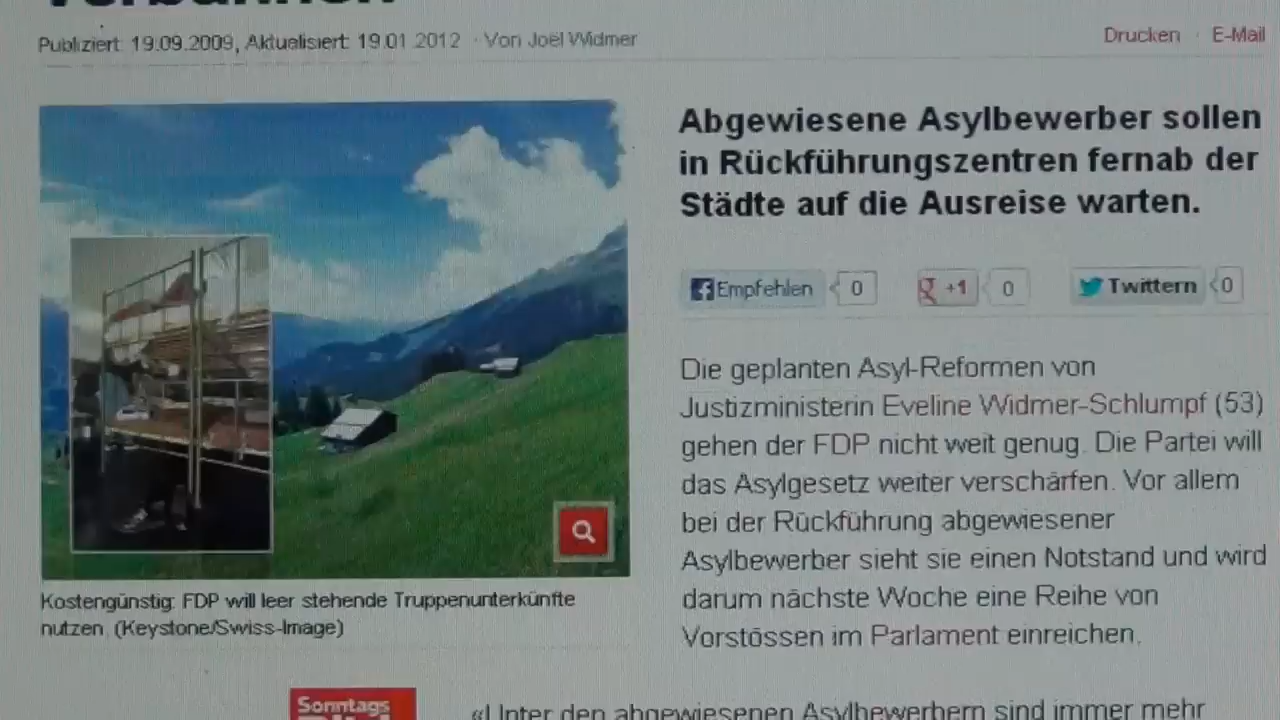 Publiziert: 19.09.2009, Aktualisiert: 19.01.2012 · Von Joël Widmer
Drucken · E-Mail
Abgewiesene Asylbewerber sollen
in Rückführungszentren fernab der
Städte auf die Ausreise warten.
Empfehlen 0 +1 0 Twittern 0
Die geplanten Asyl-Reformen von
Justizministerin Eveline Widmer-Schlumpf (53)
gehen der FDP nicht weit genug. Die Partei will
das Asylgesetz weiter verschärfen. Vor allem
bei der Rückführung abgewiesener
Asylbewerber sieht sie einen Notstand und wird
darum nächste Woche eine Reihe von
Vorstössen im Parlament einreichen.
Kostengünstig: FDP will leer stehende Truppenunterkünfte
nutzen. (Keystone/Swiss-Image)
Sonntags
«Unter den abgewiesenen Asylbewerbern sind immer mehr